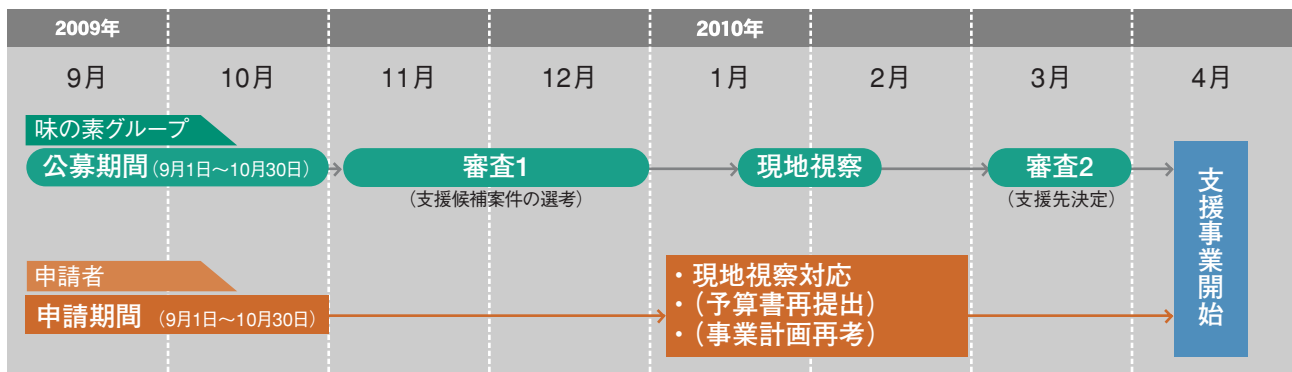 2009年
2010年
9月
10月
11月
12月
1月
2月
3月
4月
味の素グループ
公募期間(9月1日〜10月30日)
審査1
(支援候補案件の選考)
現地視察
審査2
(支援先決定)
支援事業開始
申請者
申請期間 (9月1日〜10月30日)
・現地視察対応
・(予算書再提出)
・(事業計画再考)